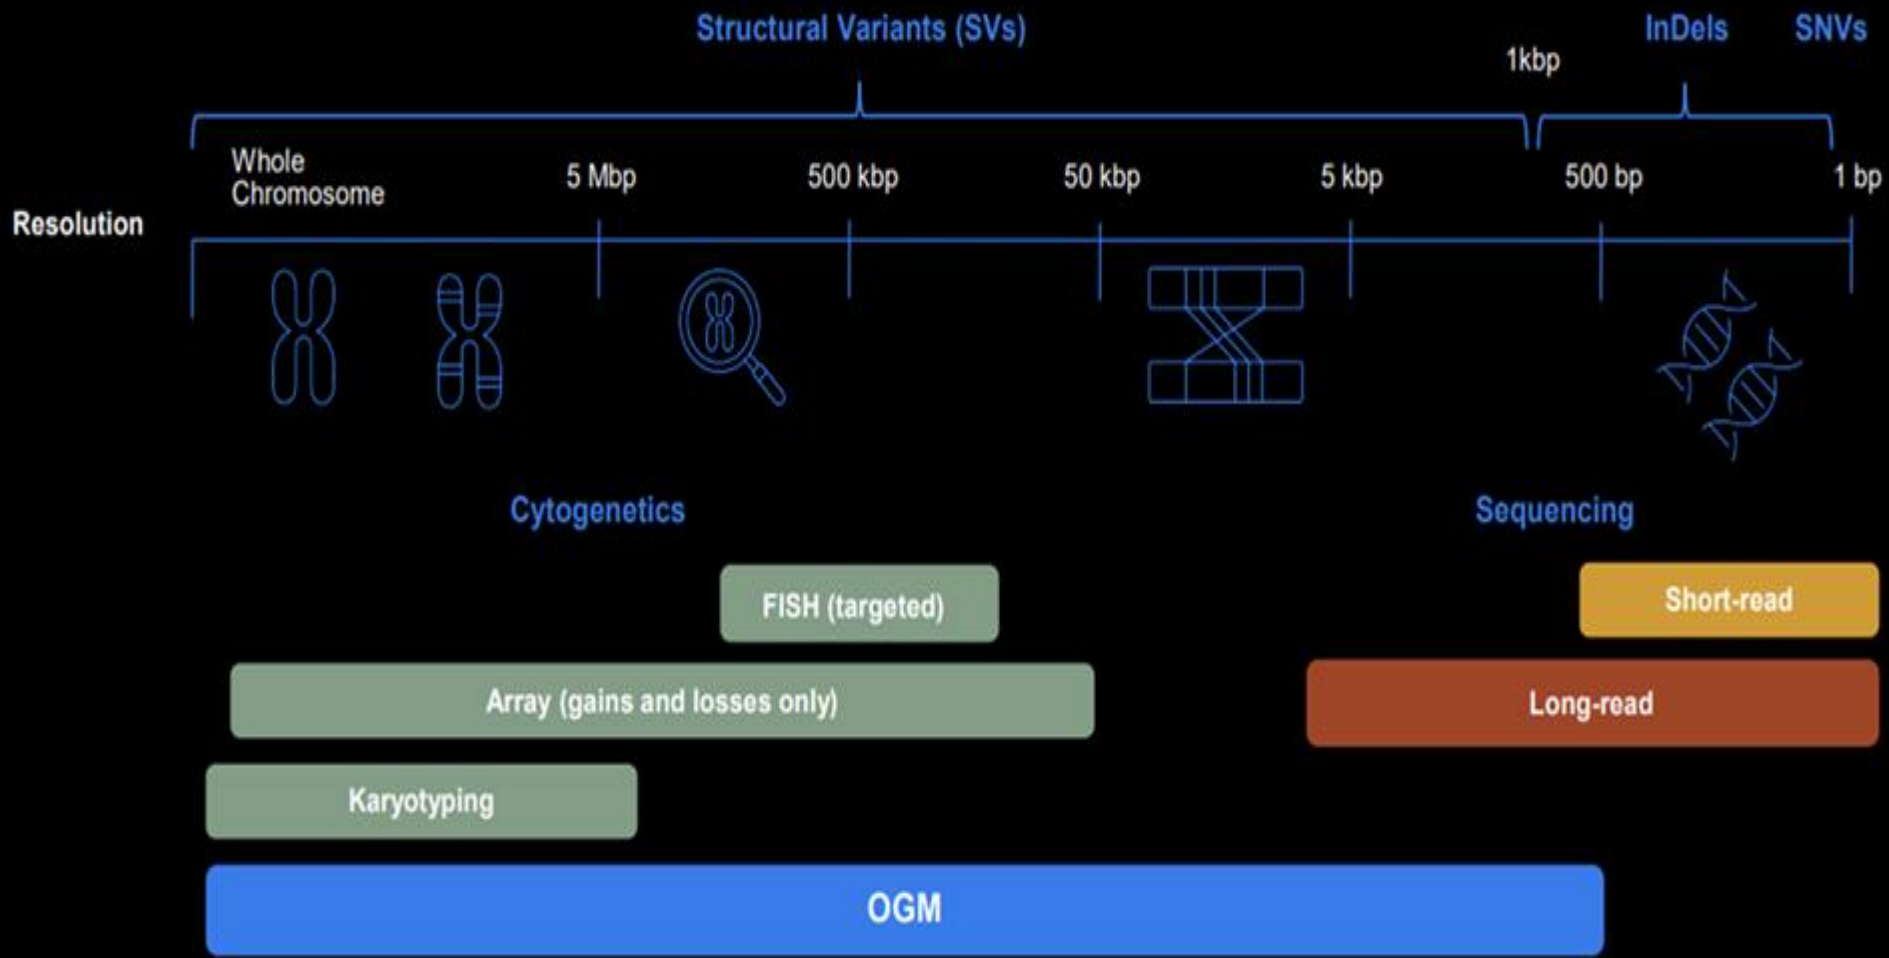 Structural Variants (SVs)
InDels
SNVs
1kbp
Whole
Chromosome
5 Mbp
500 kbp
50 kbp
5 kbp
500 bp
1 bp
Resolution
Cytogenetics
Sequencing
FISH (targeted)
Short-read
Array (gains and losses only)
Long-read
Karyotyping
OGM